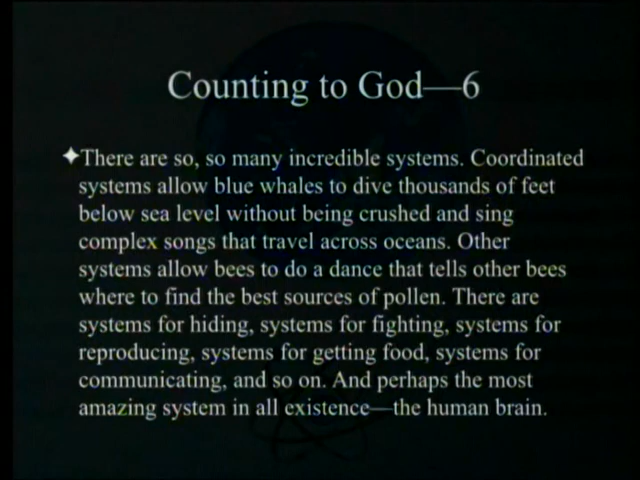 Counting to God—6
✦There are so, so many incredible systems. Coordinated
systems allow blue whales to dive thousands of feet
below sea level without being crushed and sing
complex songs that travel across oceans. Other
systems allow bees to do a dance that tells other bees
where to find the best sources of pollen. There are
systems for hiding, systems for fighting, systems for
reproducing, systems for getting food, systems for
communicating, and so on. And perhaps the most
amazing system in all existence—the human brain.